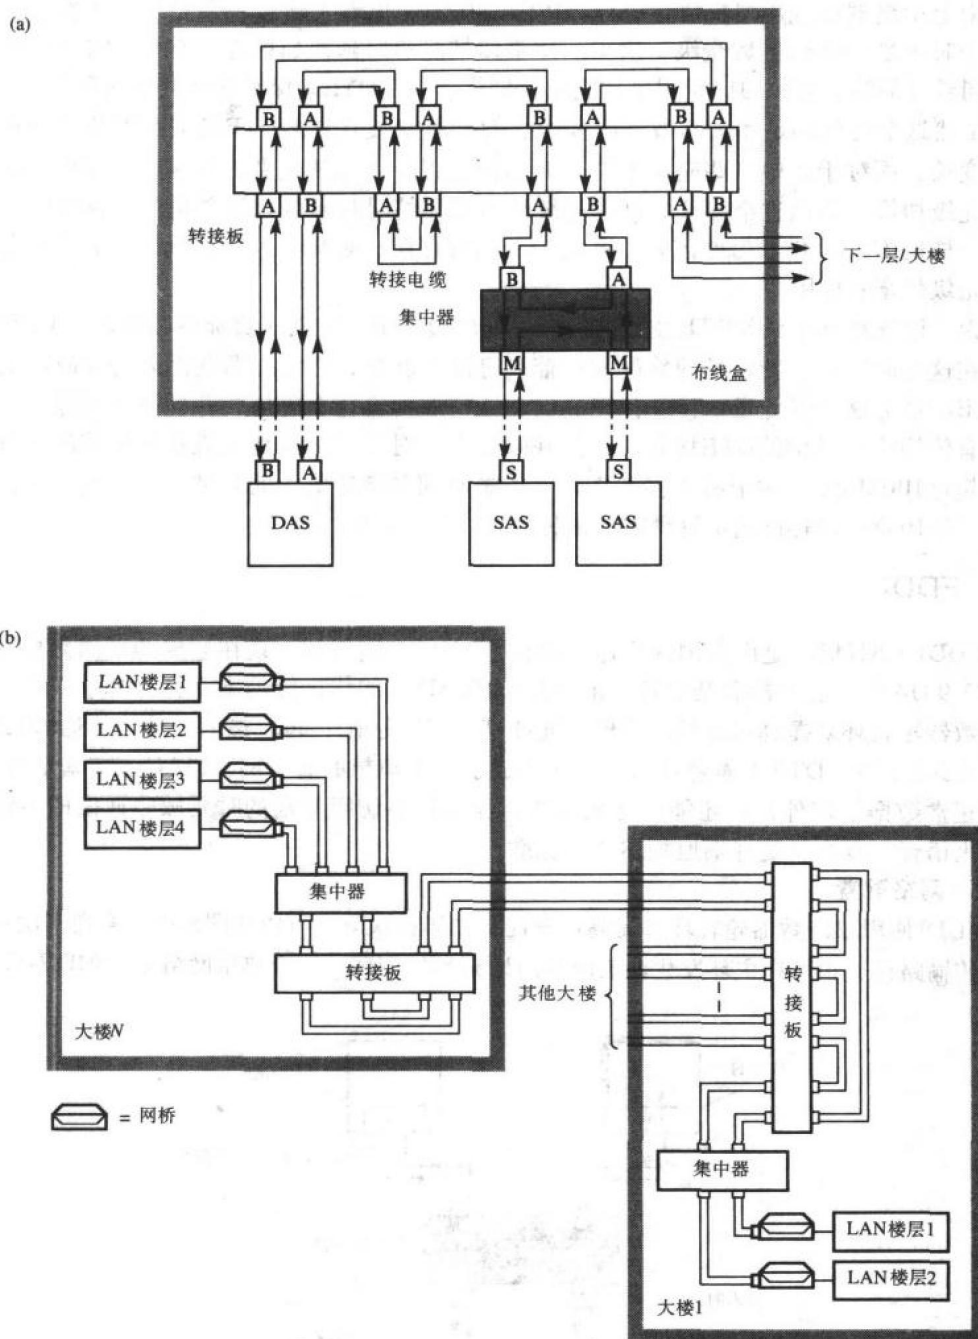 (a)
B A B A B A B A
A B A B A B A B
转接板
转接电缆
下一层/大楼
B A
集中器
M M
布线盒
B A S S
DAS SAS SAS
(b)
LAN楼层1
LAN楼层2
LAN楼层3
LAN楼层4
集中器
转接板
大楼N
其他大楼
转接板
= 网桥
集中器
LAN楼层1
LAN楼层2
大楼1